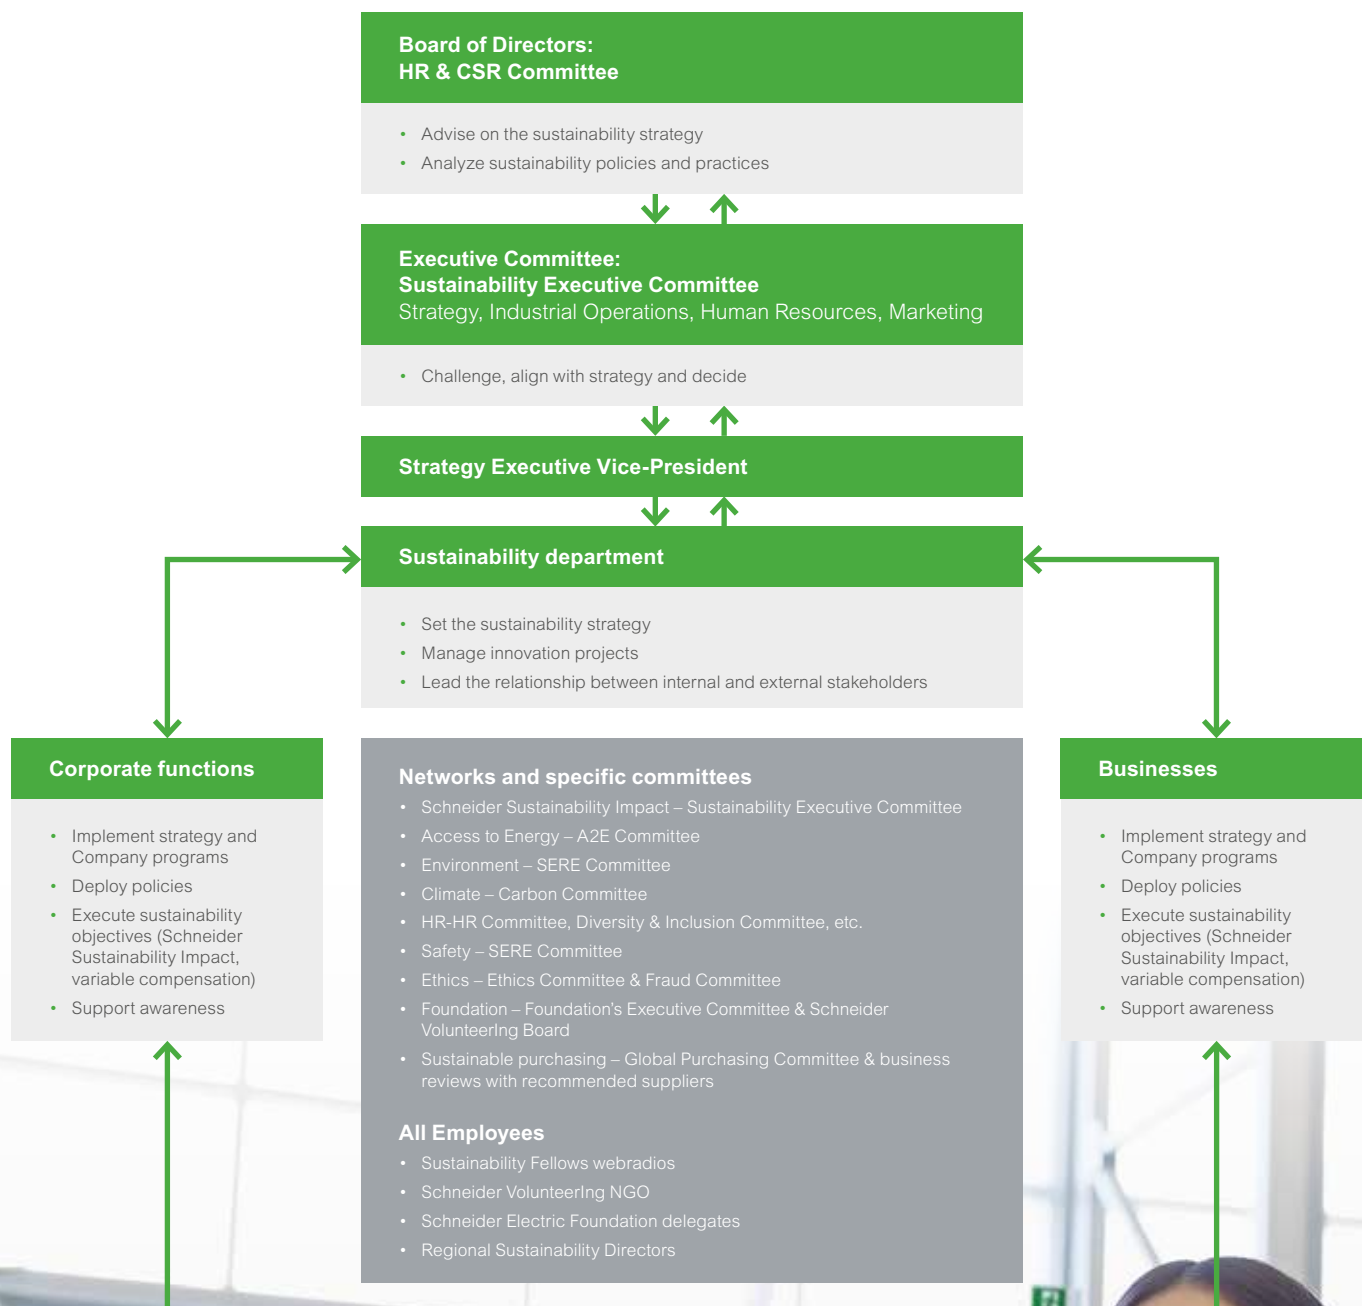 Board of Directors:
HR & CSR Committee
• Advise on the sustainability strategy
• Analyze sustainability policies and practices
Executive Committee:
Sustainability Executive Committee
Strategy, Industrial Operations, Human Resources, Marketing
• Challenge, align with strategy and decide
Strategy Executive Vice-President
Sustainability department
• Set the sustainability strategy
• Manage innovation projects
• Lead the relationship between internal and external stakeholders
Corporate functions
• Implement strategy and
Company programs
• Deploy policies
• Execute sustainability
objectives (Schneider
Sustainability Impact,
variable compensation)
• Support awareness
Networks and specific committees
• Schneider Sustainability Impact – Sustainability Executive Committee
• Access to Energy – A2E Committee
• Environment – SERE Committee
• Climate – Carbon Committee
• HR-HR Committee, Diversity & Inclusion Committee, etc.
• Safety – SERE Committee
• Ethics – Ethics Committee & Fraud Committee
• Foundation – Foundation's Executive Committee & Schneider
VolunteerIng Board
• Sustainable purchasing – Global Purchasing Committee & business
reviews with recommended suppliers
All Employees
• Sustainability Fellows webradios
• Schneider VolunteerIng NGO
• Schneider Electric Foundation delegates
• Regional Sustainability Directors
Businesses
• Implement strategy and
Company programs
• Deploy policies
• Execute sustainability
objectives (Schneider
Sustainability Impact,
variable compensation)
• Support awareness